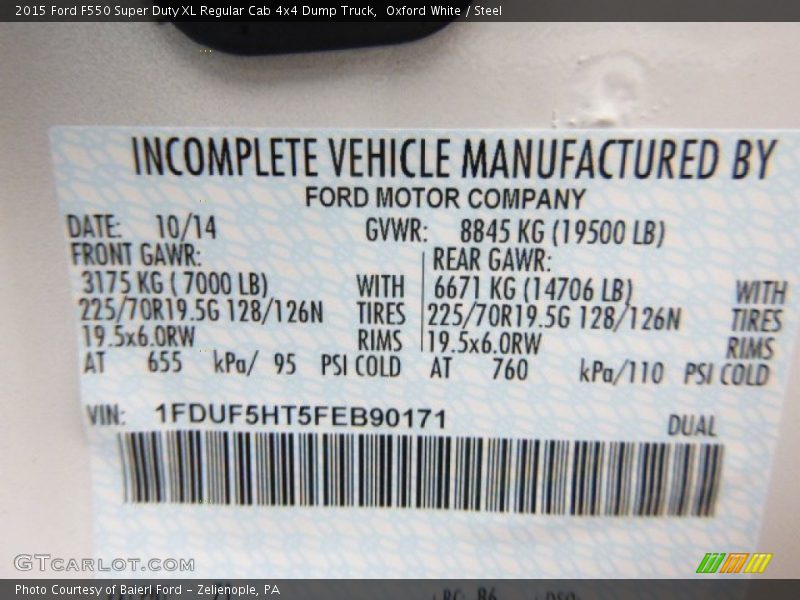 2015 Ford F550 Super Duty XL Regular Cab 4x4 Dump Truck, Oxford White / Steel
INCOMPLETE VEHICLE MANUFACTURED BY
FORD MOTOR COMPANY
DATE: 10/14 GVWR: 8845 KG (19500 LB)
FRONT GAWR: REAR GAWR:
3175 KG ( 7000 LB) WITH 6671 KG (14706 LB) WITH
225/70R19.5G 128/126N TIRES 225/70R19.5G 128/126N TIRES
19.5x6.0RW RIMS 19.5x6.0RW RIMS
AT 655 kPa/ 95 PSI COLD AT 760 kPa/110 PSI COLD
VIN: 1FDUF5HT5FEB90171 DUAL
GTCarLot.com
Photo Courtesy of Baierl Ford - Zelienople, PA